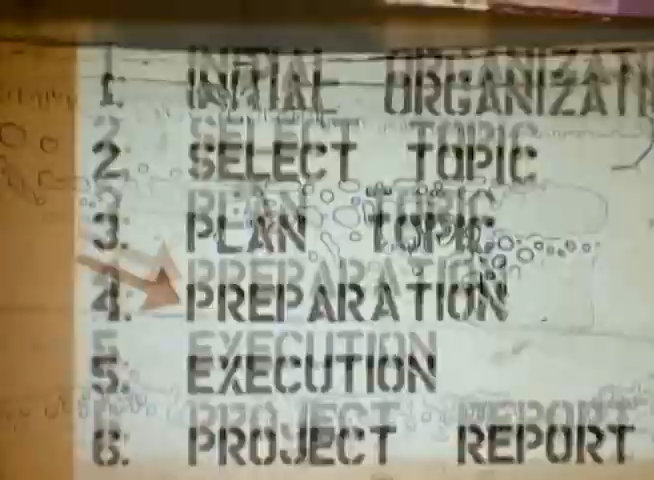 1. INITIAL ORGANIZATI
2. SELECT TOPIC
3. PLAN TOPIC
4. PREPARATION
5. EXECUTION
6. PROJECT REPORT